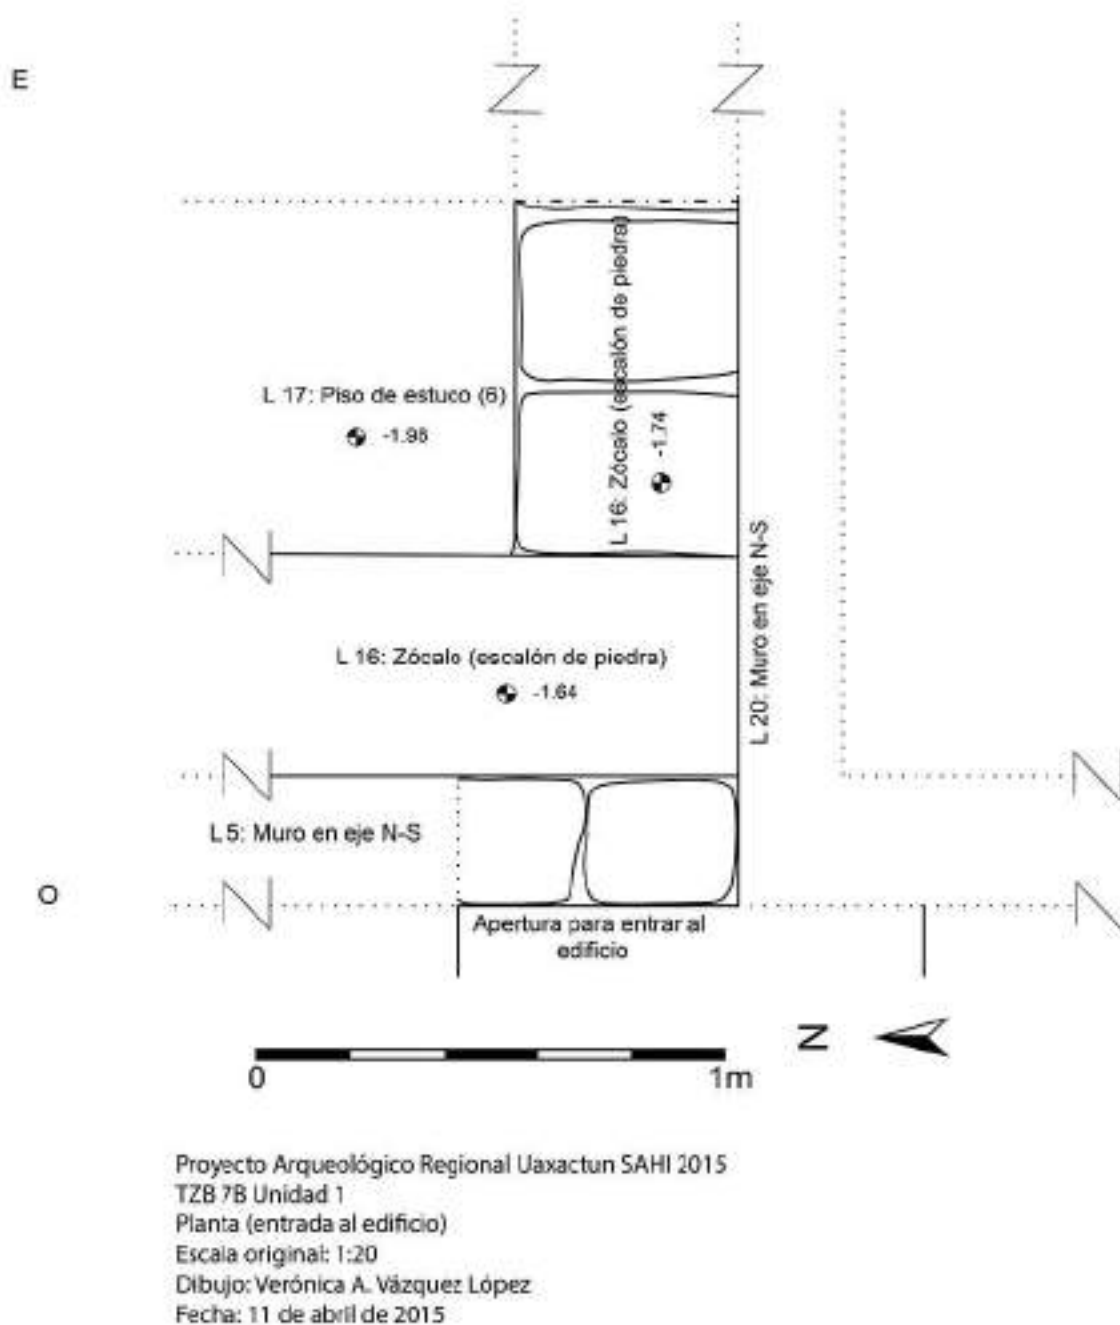 E
L 16: Zócalo (escalón de piedra)
L 17: Piso de estuco (6)
-1.98
-1.74
L 20: Muro en eje N-S
L 16: Zócalo (escalón de piedra)
-1.64
L 5: Muro en eje N-S
O
Apertura para entrar al
edificio
N
0
1m
Proyecto Arqueológico Regional Uaxactun SAHI 2015
TZB 7B Unidad 1
Planta (entrada al edificio)
Escala original: 1:20
Dibujo: Verónica A. Vázquez López
Fecha: 11 de abril de 2015